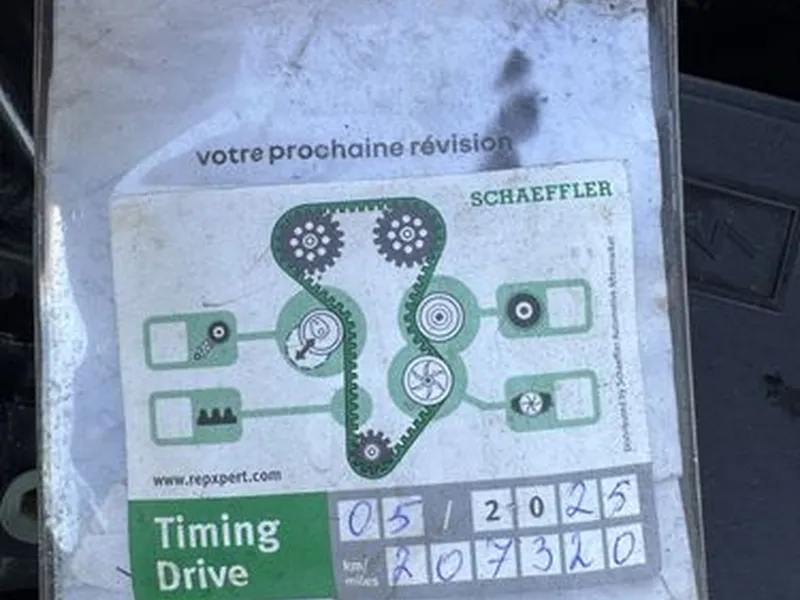 votre prochaine révision
SCHAEFFLER
distributed by Schaeffler Automotive Aftermarket
www.repxpert.com
Timing
Drive
05/2025
km/
miles
207320